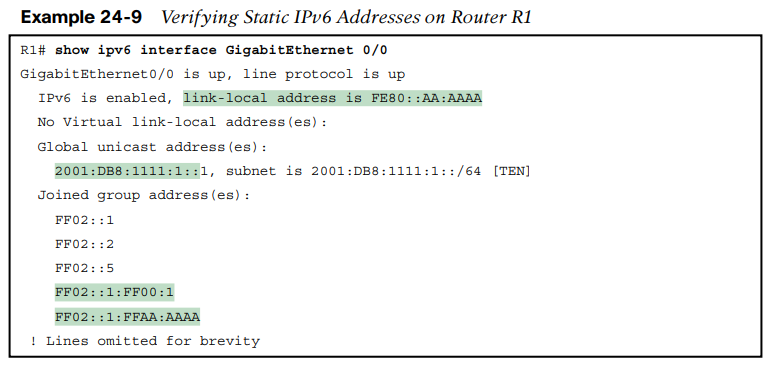 Example 24-9 Verifying Static IPv6 Addresses on Router R1
R1# show ipv6 interface GigabitEthernet 0/0
GigabitEthernet0/0 is up, line protocol is up
IPv6 is enabled, link-local address is FE80::AA:AAAA
No Virtual link-local address(es):
Global unicast address(es):
2001:DB8:1111:1::1, subnet is 2001:DB8:1111:1::/64 [TEN]
Joined group address(es):
FF02::1
FF02::2
FF02::5
FF02::1:FF00:1
FF02::1:FFAA:AAAA
! Lines omitted for brevity